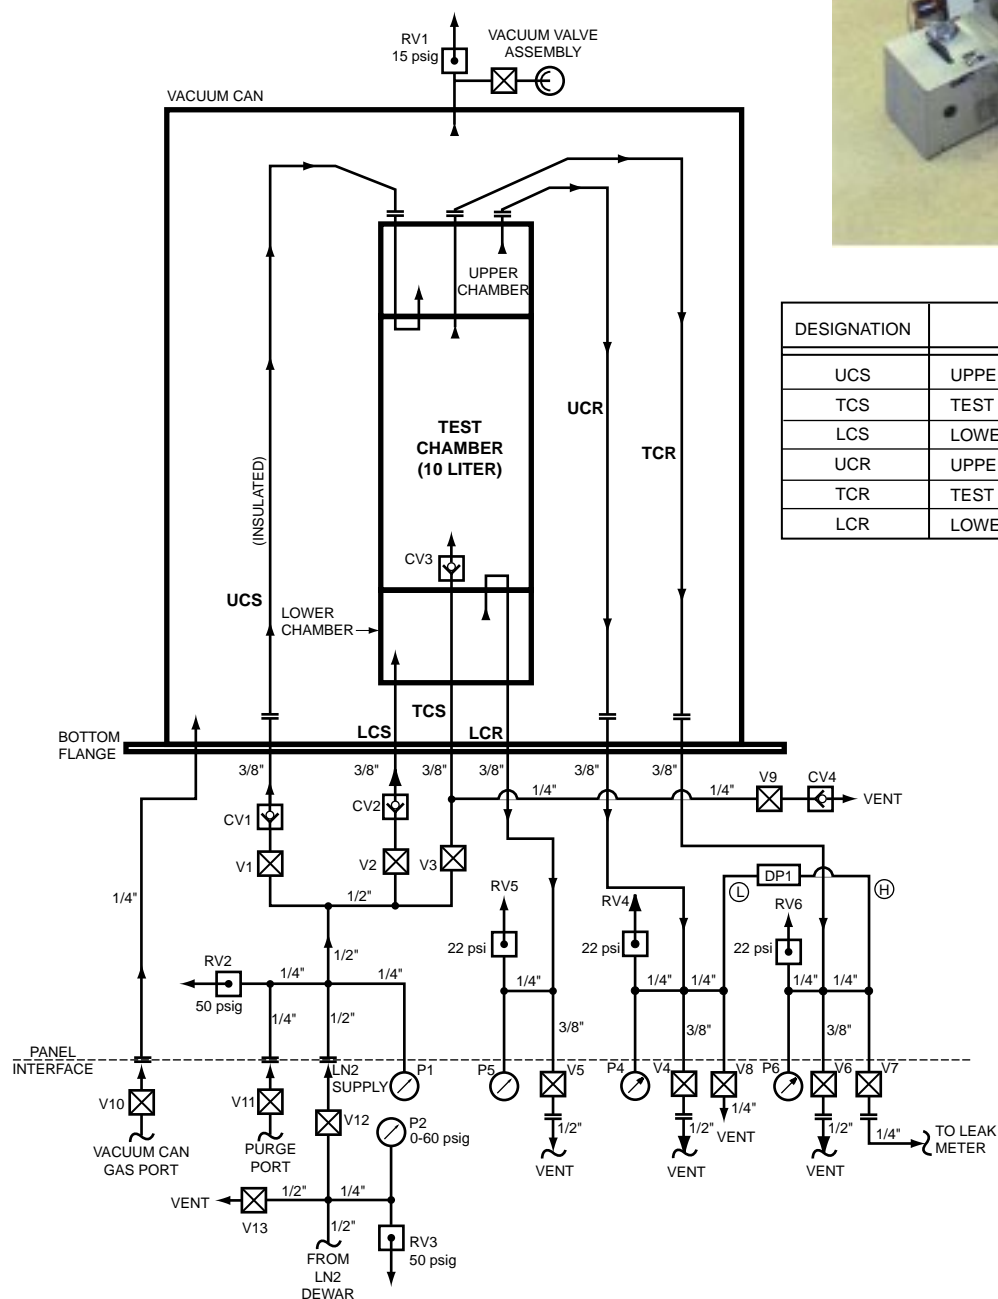 RV1
15 psig
VACUUM VALVE
ASSEMBLY
VACUUM CAN
UPPER
CHAMBER
DESIGNATION
UCS UPPE
TCS TEST
LCS LOWE
UCR UPPE
TCR TEST
LCR LOWE
UCR
TCR
TEST
CHAMBER
(10 LITER)
(INSULATED)
CV3
UCS
LOWER
CHAMBER
TCS
LCS
LCR
BOTTOM
FLANGE
3/8" 3/8" 3/8" 3/8" 3/8" 3/8"
V9 CV4
1/4" 1/4" VENT
CV1 CV2
V1 V2 V3
1/4"
1/2"
DP1
L H
RV5 RV4 RV6
22 psi 22 psi 22 psi
1/2"
RV2
1/4" 1/4"
50 psig
1/4" 1/4" 1/4" 1/4" 1/4"
1/4" 1/2"
3/8" 3/8" 3/8"
PANEL
INTERFACE
LN2
SUPPLY
P1 P5 V5 P4 V4 V8 P6 V6 V7
V10 V11 V12
P2
0-60 psig
1/4"
1/2" 1/2" VENT 1/2" 1/4"
TO LEAK
METER
VACUUM CAN
GAS PORT
PURGE
PORT
VENT VENT VENT
VENT 1/2" 1/4"
V13 1/2"
RV3
50 psig
FROM
LN2
DEWAR